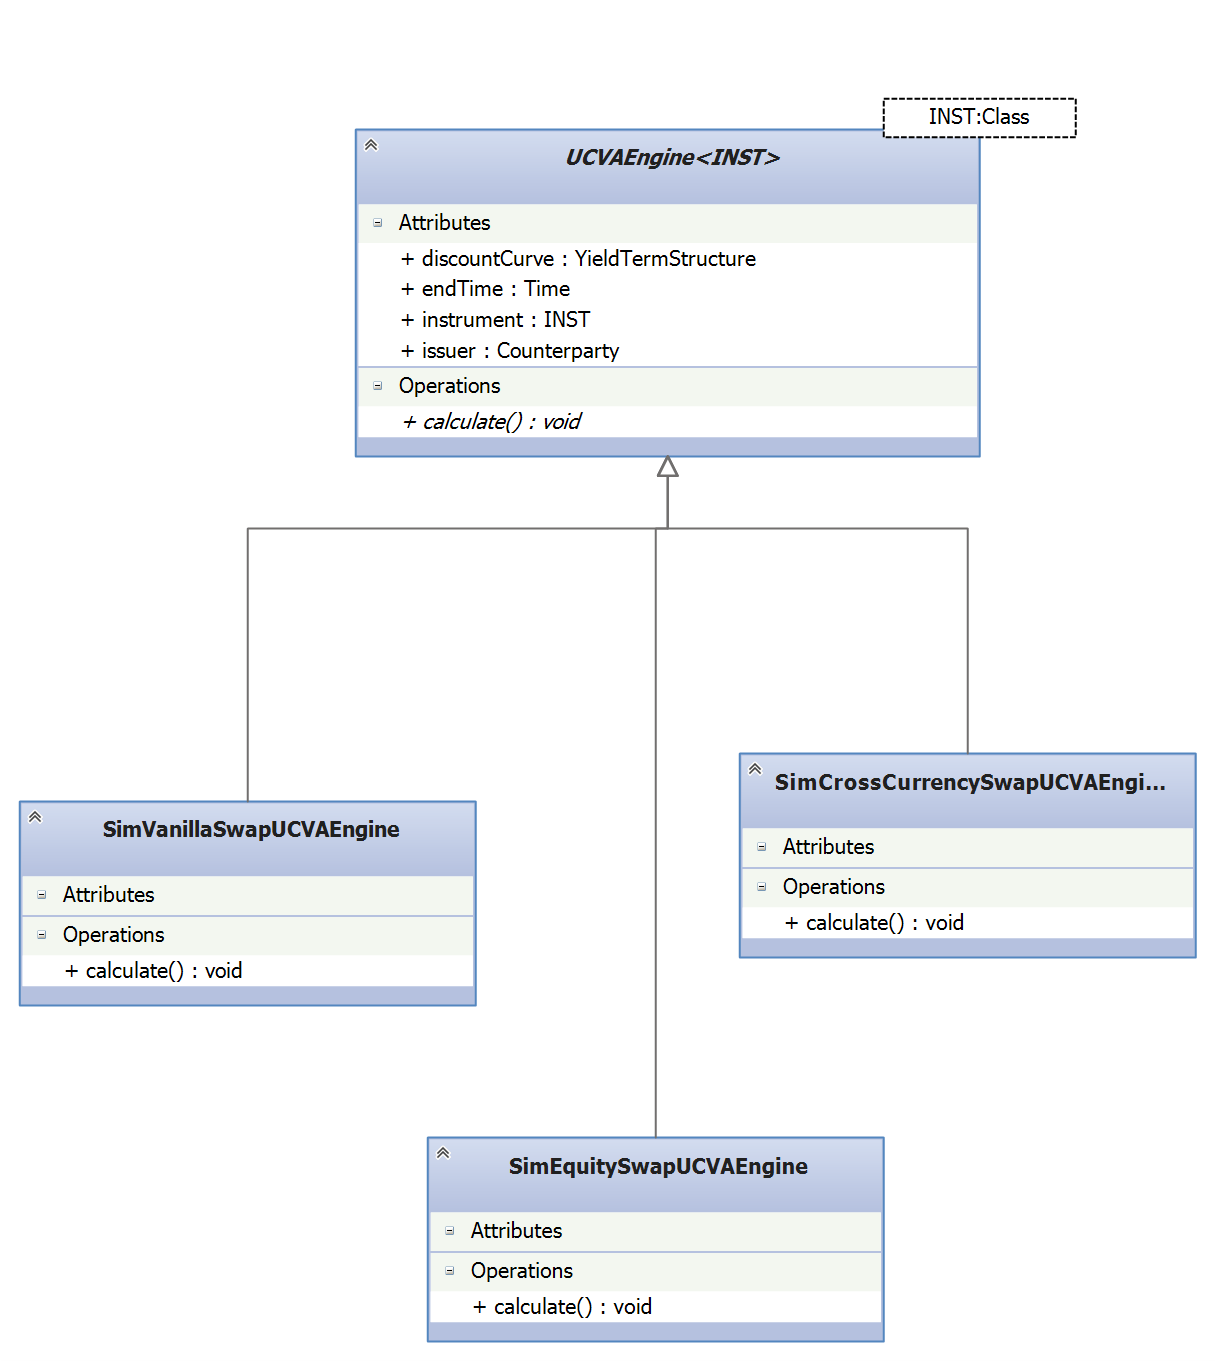 INST:Class
UCVAEngine<INST>
Attributes
+ discountCurve : YieldTermStructure
+ endTime : Time
+ instrument : INST
+ issuer : Counterparty
Operations
+ calculate() : void
SimCrossCurrencySwapUCVAEngi...
Attributes
Operations
+ calculate() : void
SimVanillaSwapUCVAEngine
Attributes
Operations
+ calculate() : void
SimEquitySwapUCVAEngine
Attributes
Operations
+ calculate() : void